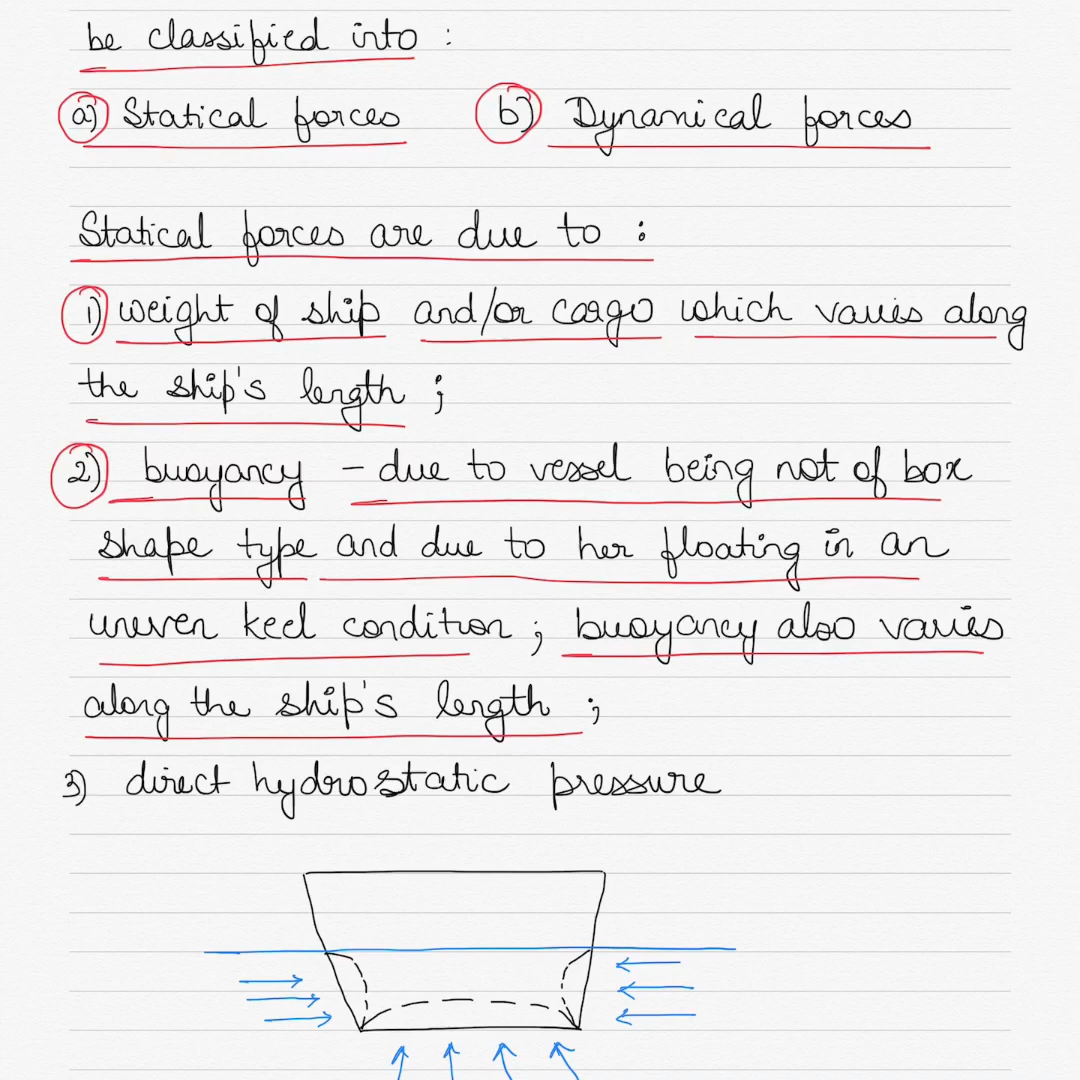 be classified into :
a) Statical forces b) Dynamical forces
Statical forces are due to :
1) weight of ship and/or cargo which varies along
the ship's length ;
2) buoyancy - due to vessel being not of box
shape type and due to her floating in an
uneven keel condition ; buoyancy also varies
along the ship's length ;
3) direct hydrostatic pressure